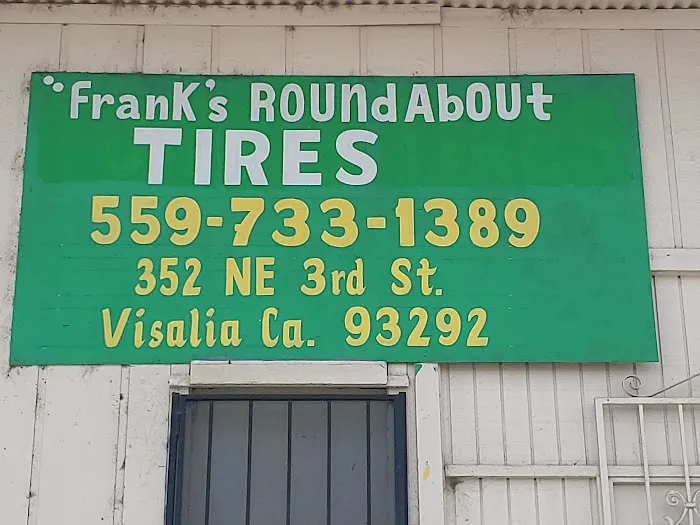 Frank's ROUNdAbOUt
TIRES
559-733-1389
352 NE 3rd St.
Visalia Ca. 93292